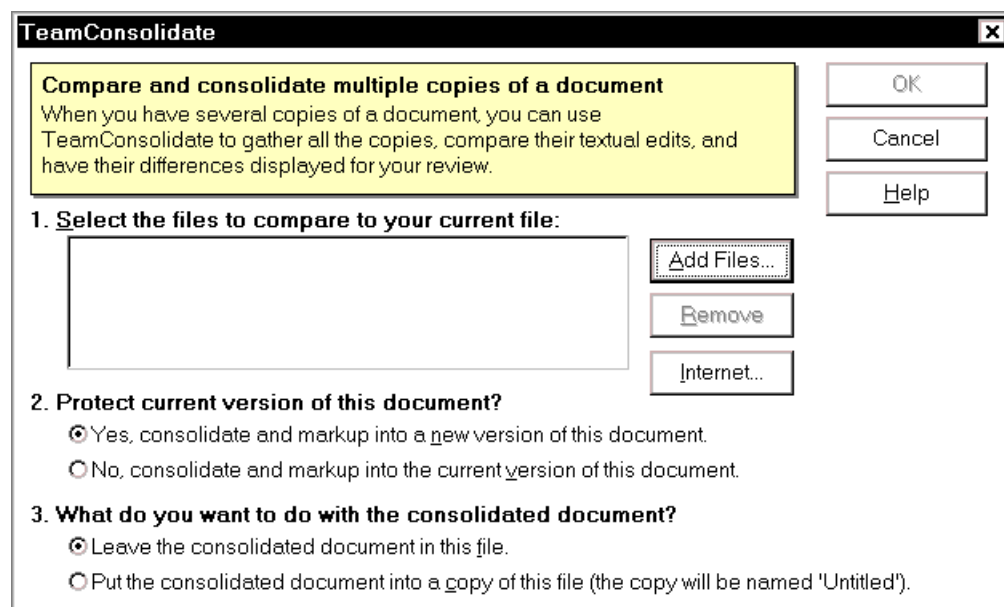 TeamConsolidate
Compare and consolidate multiple copies of a document
When you have several copies of a document, you can use
TeamConsolidate to gather all the copies, compare their textual edits, and
have their differences displayed for your review.
OK
Cancel
Help
1. Select the files to compare to your current file:
Add Files...
Remove
Internet...
2. Protect current version of this document?
Yes, consolidate and markup into a new version of this document.
No, consolidate and markup into the current version of this document.
3. What do you want to do with the consolidated document?
Leave the consolidated document in this file.
Put the consolidated document into a copy of this file (the copy will be named 'Untitled').